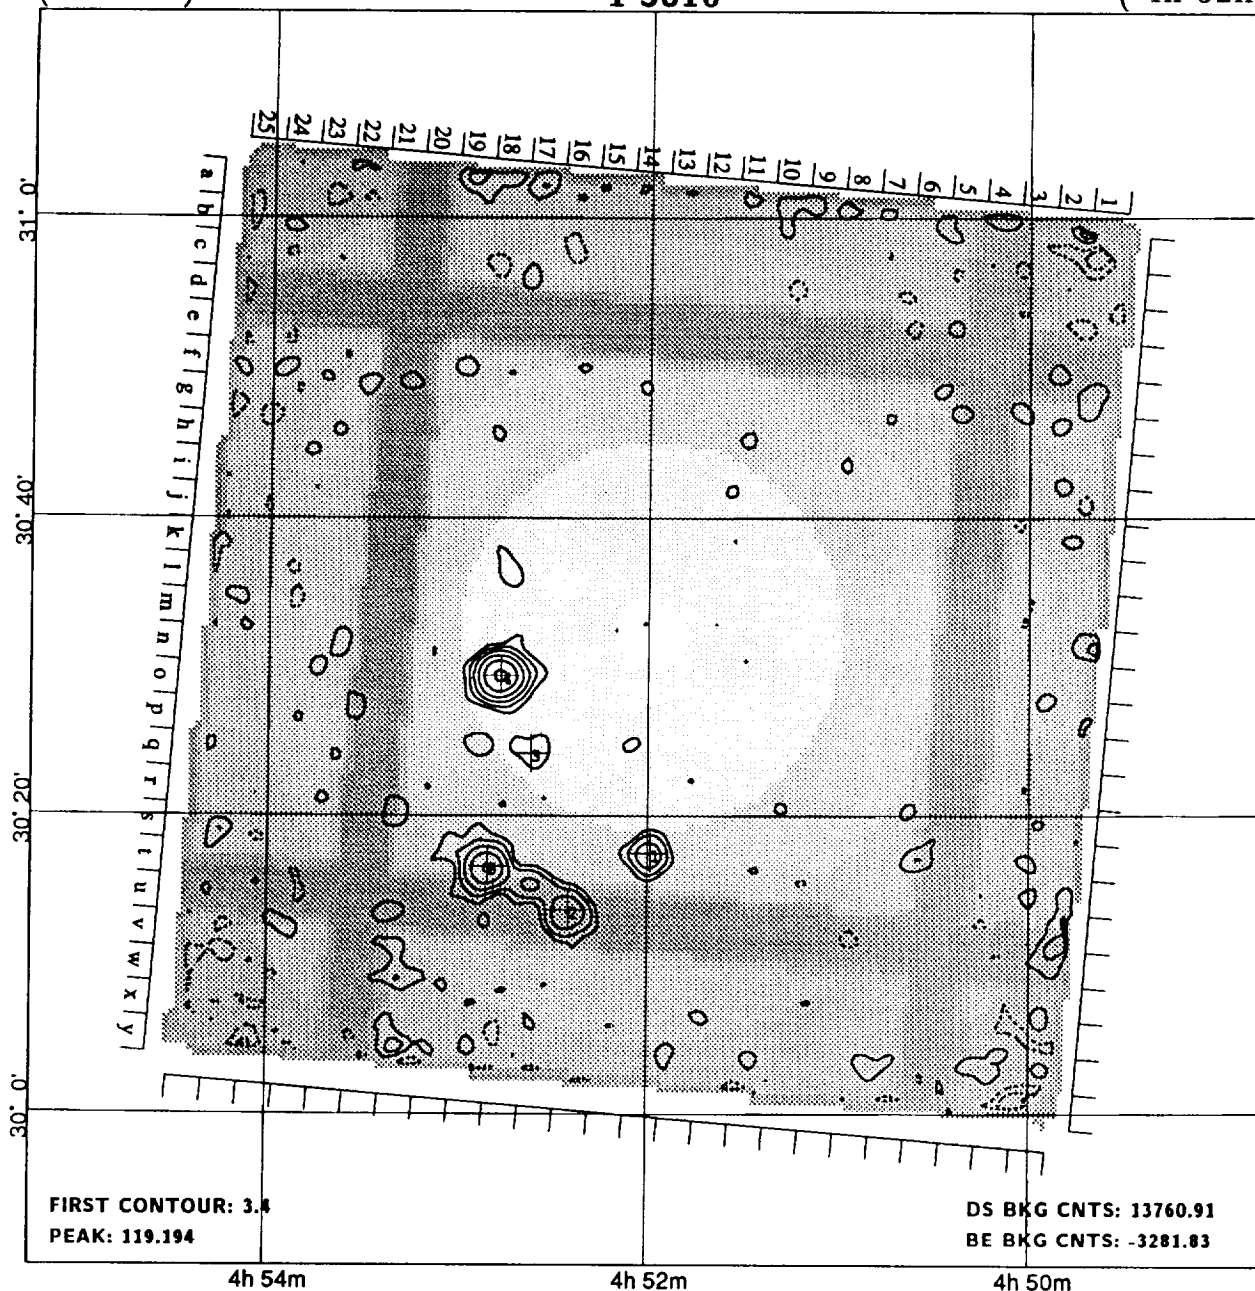 25 24 23 22 21 20 19 18 17 16 15 14 13 12 11 10 9 8 7 6 5 4 3 2 1
a b c d e f g h i j k l m n o p q r s t u v w x y
31° 0'
30° 40'
30° 20'
30° 0'
FIRST CONTOUR: 3.4
PEAK: 119.194
DS BKG CNTS: 13760.91
BE BKG CNTS: -3281.83
4h 54m 4h 52m 4h 50m